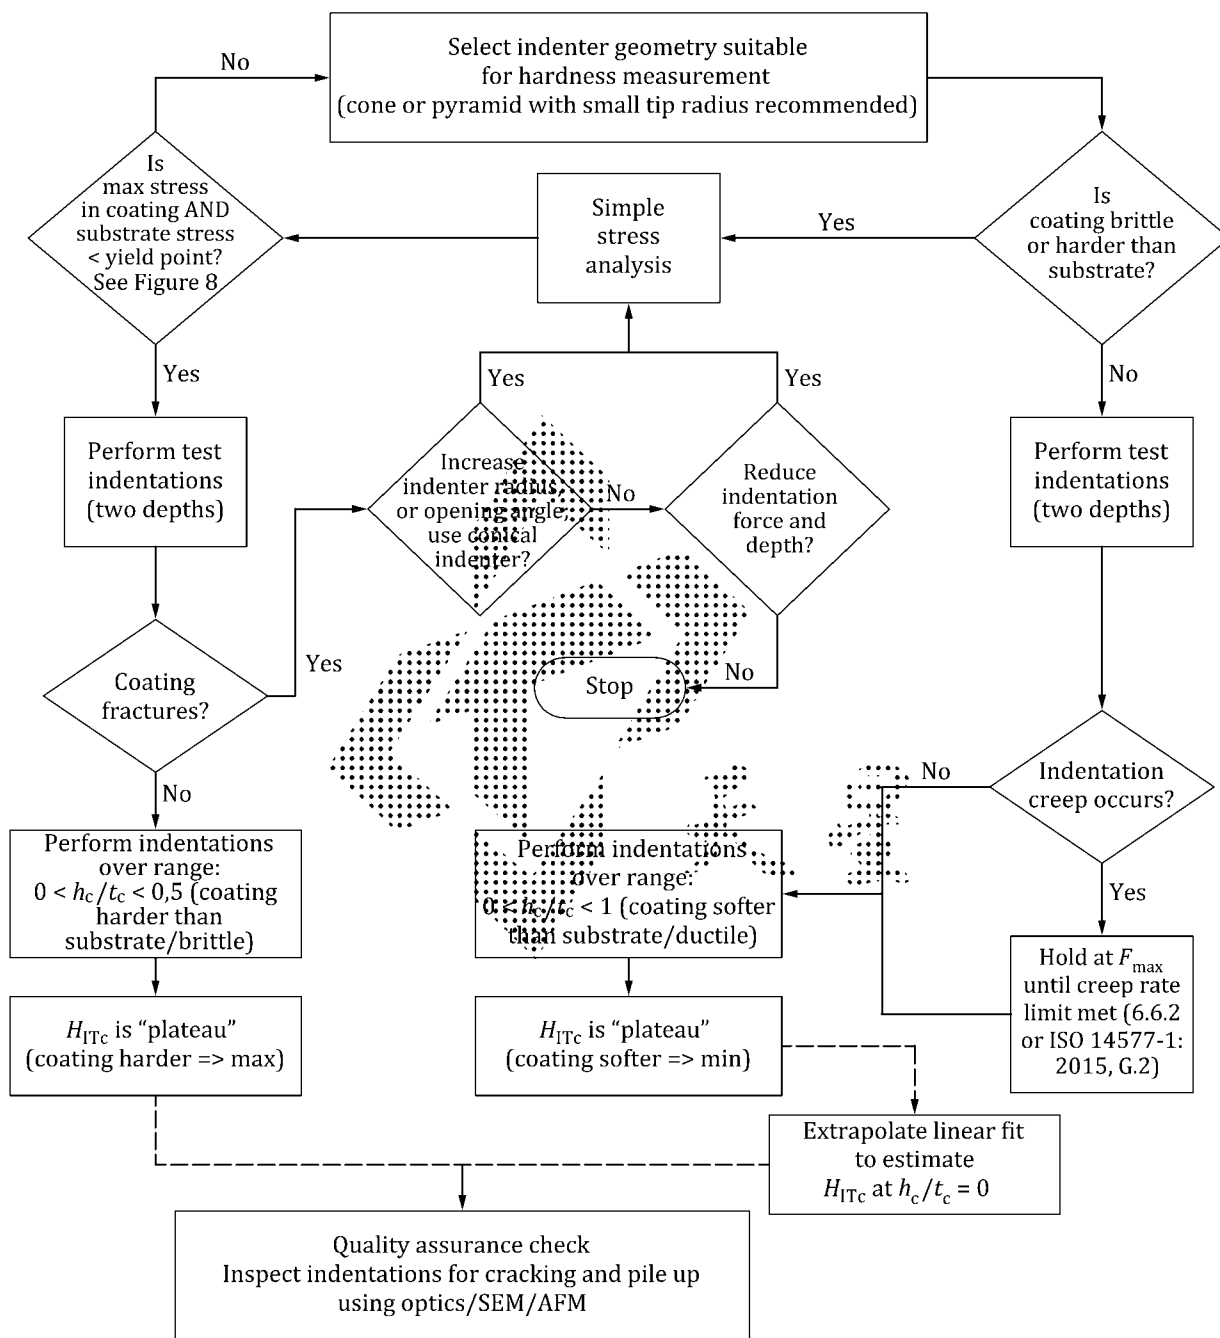 Select indenter geometry suitable
for hardness measurement
(cone or pyramid with small tip radius recommended)
No
Is
max stress
in coating AND
substrate stress
< yield point?
See Figure 8
Simple
stress
analysis
Yes
Is
coating brittle
or harder than
substrate?
Yes
Yes
Yes
No
Perform test
indentations
(two depths)
Increase
indenter radius
or opening angle,
use conical
indenter?
No
Reduce
indentation
force and
depth?
Perform test
indentations
(two depths)
Coating
fractures?
Yes
Stop
No
No
Indentation
creep occurs?
No
Yes
Perform indentations
over range:
0 < hc/tc < 0,5 (coating
harder than
substrate/brittle)
Perform indentations
over range:
0 < hc/tc < 1 (coating softer
than substrate/ductile)
Hold at Fmax
until creep rate
limit met (6.6.2
or ISO 14577-1:
2015, G.2)
HITc is “plateau”
(coating harder => max)
HITc is “plateau”
(coating softer => min)
Extrapolate linear fit
to estimate
HITc at hc/tc = 0
Quality assurance check
Inspect indentations for cracking and pile up
using optics/SEM/AFM